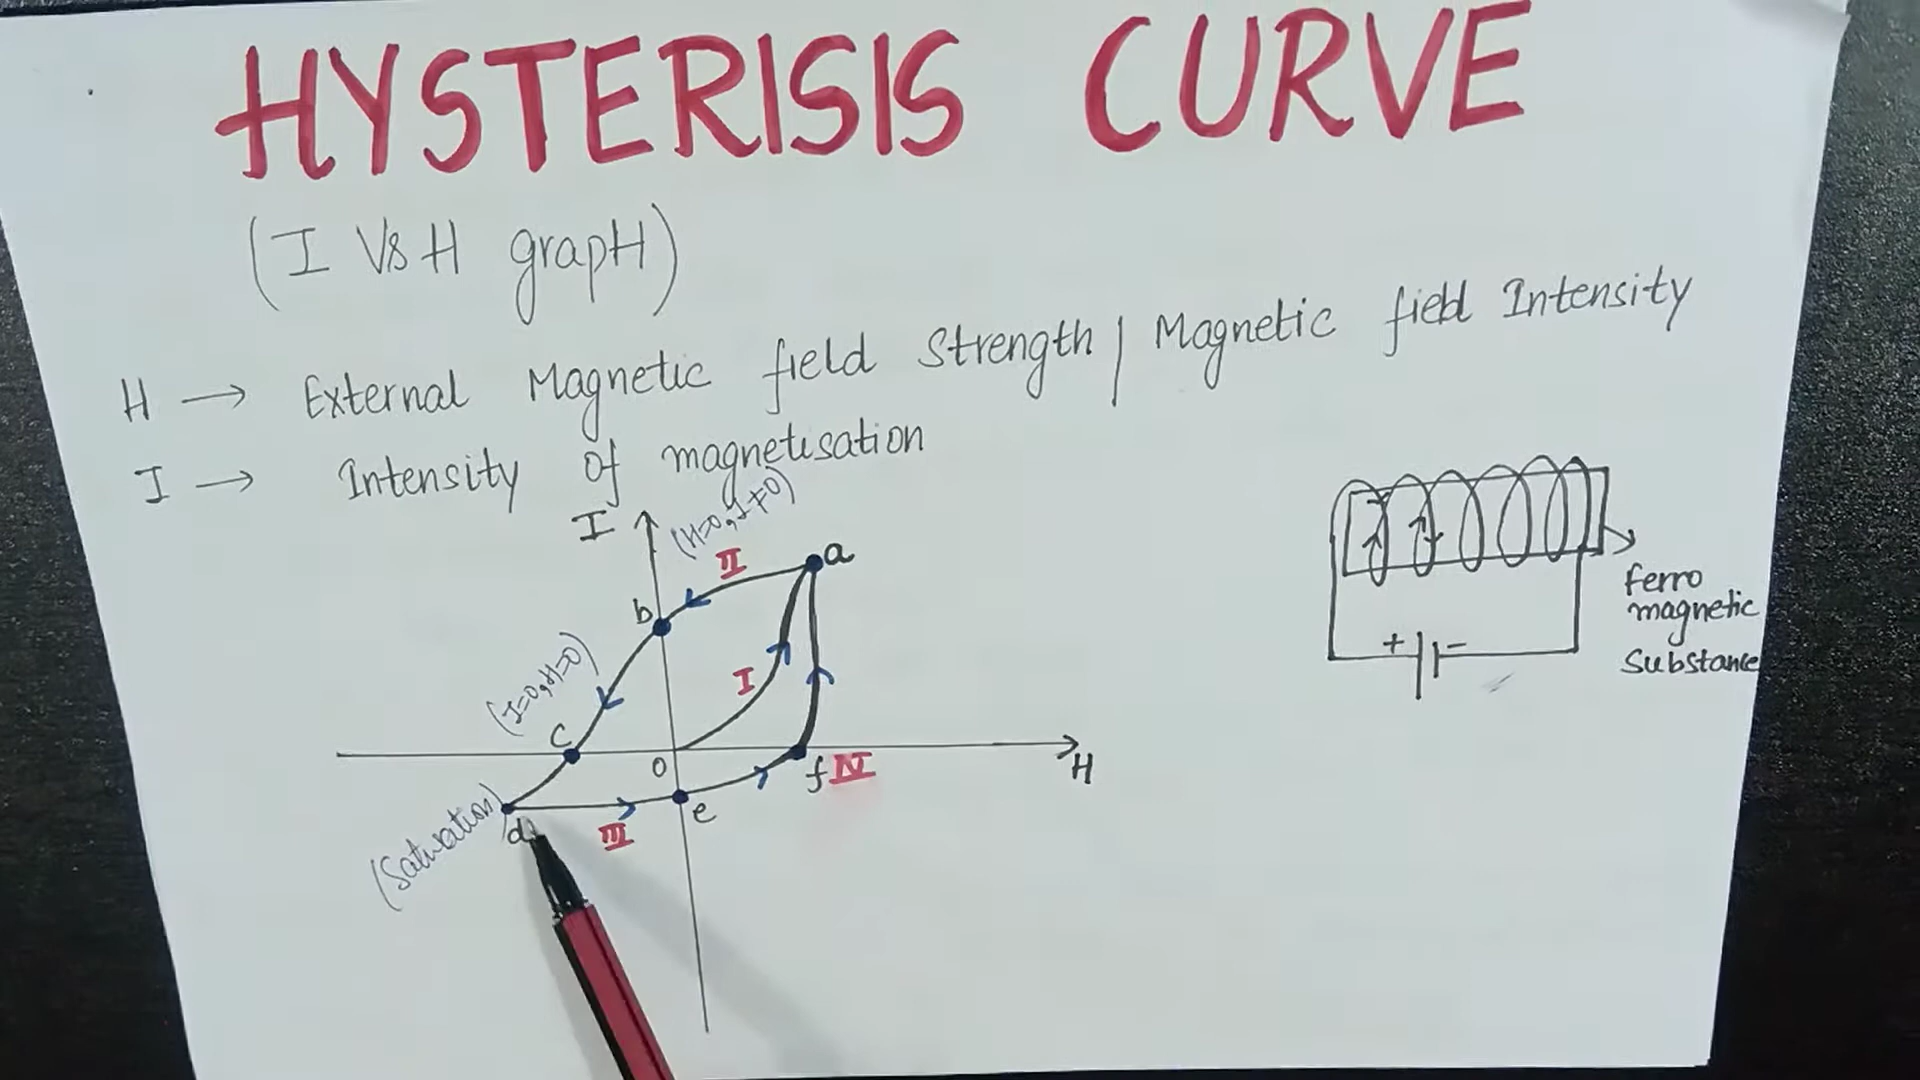 HYSTERISIS CURVE
(I Vs H grapH)
H → External Magnetic field Strength | Magnetic field Intensity
I → Intensity Of magnetisation
I
(H=0, I≠0)
II
a
b
I
(I=0, H=0)
c
O
f
IV
H
(Saturation)
d
III
e
+ -
ferro
magnetic
Substance